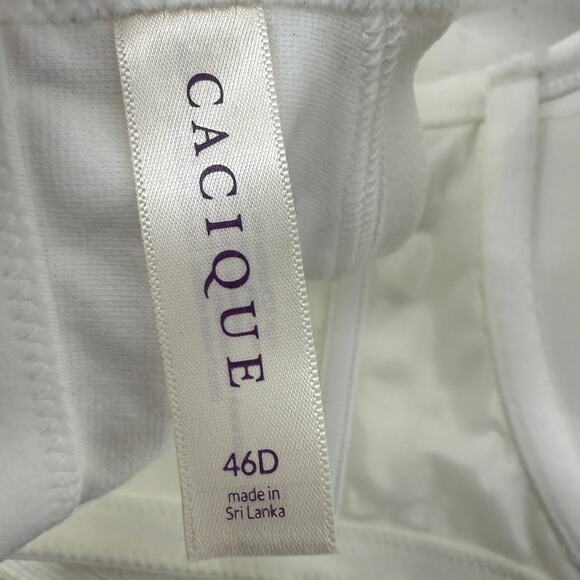 CACIQUE
46D
made in
Sri Lanka